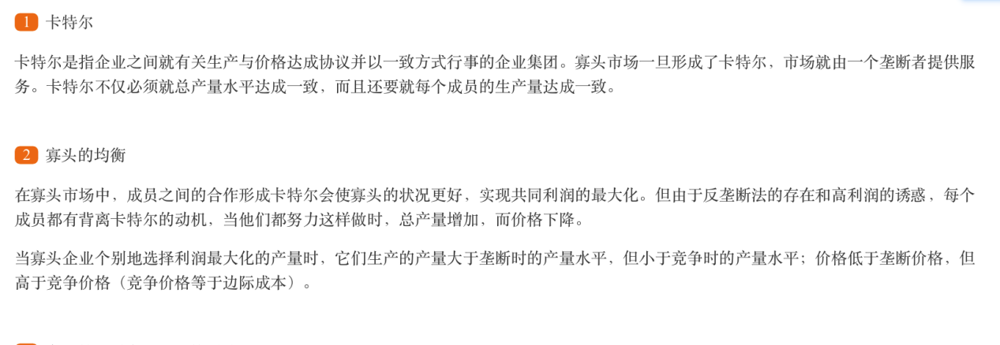 1 卡特尔
卡特尔是指企业之间就有关生产与价格达成协议并以一致方式行事的企业集团。寡头市场一旦形成了卡特尔，市场就由一个垄断者提供服
务。卡特尔不仅必须就总产量水平达成一致，而且还要就每个成员的生产量达成一致。
2 寡头的均衡
在寡头市场中，成员之间的合作形成卡特尔会使寡头的状况更好，实现共同利润的最大化。但由于反垄断法的存在和高利润的诱惑，每个
成员都有背离卡特尔的动机，当他们都努力这样做时，总产量增加，而价格下降。
当寡头企业个别地选择利润最大化的产量时，它们生产的产量大于垄断时的产量水平，但小于竞争时的产量水平；价格低于垄断价格，但
高于竞争价格（竞争价格等于边际成本）。